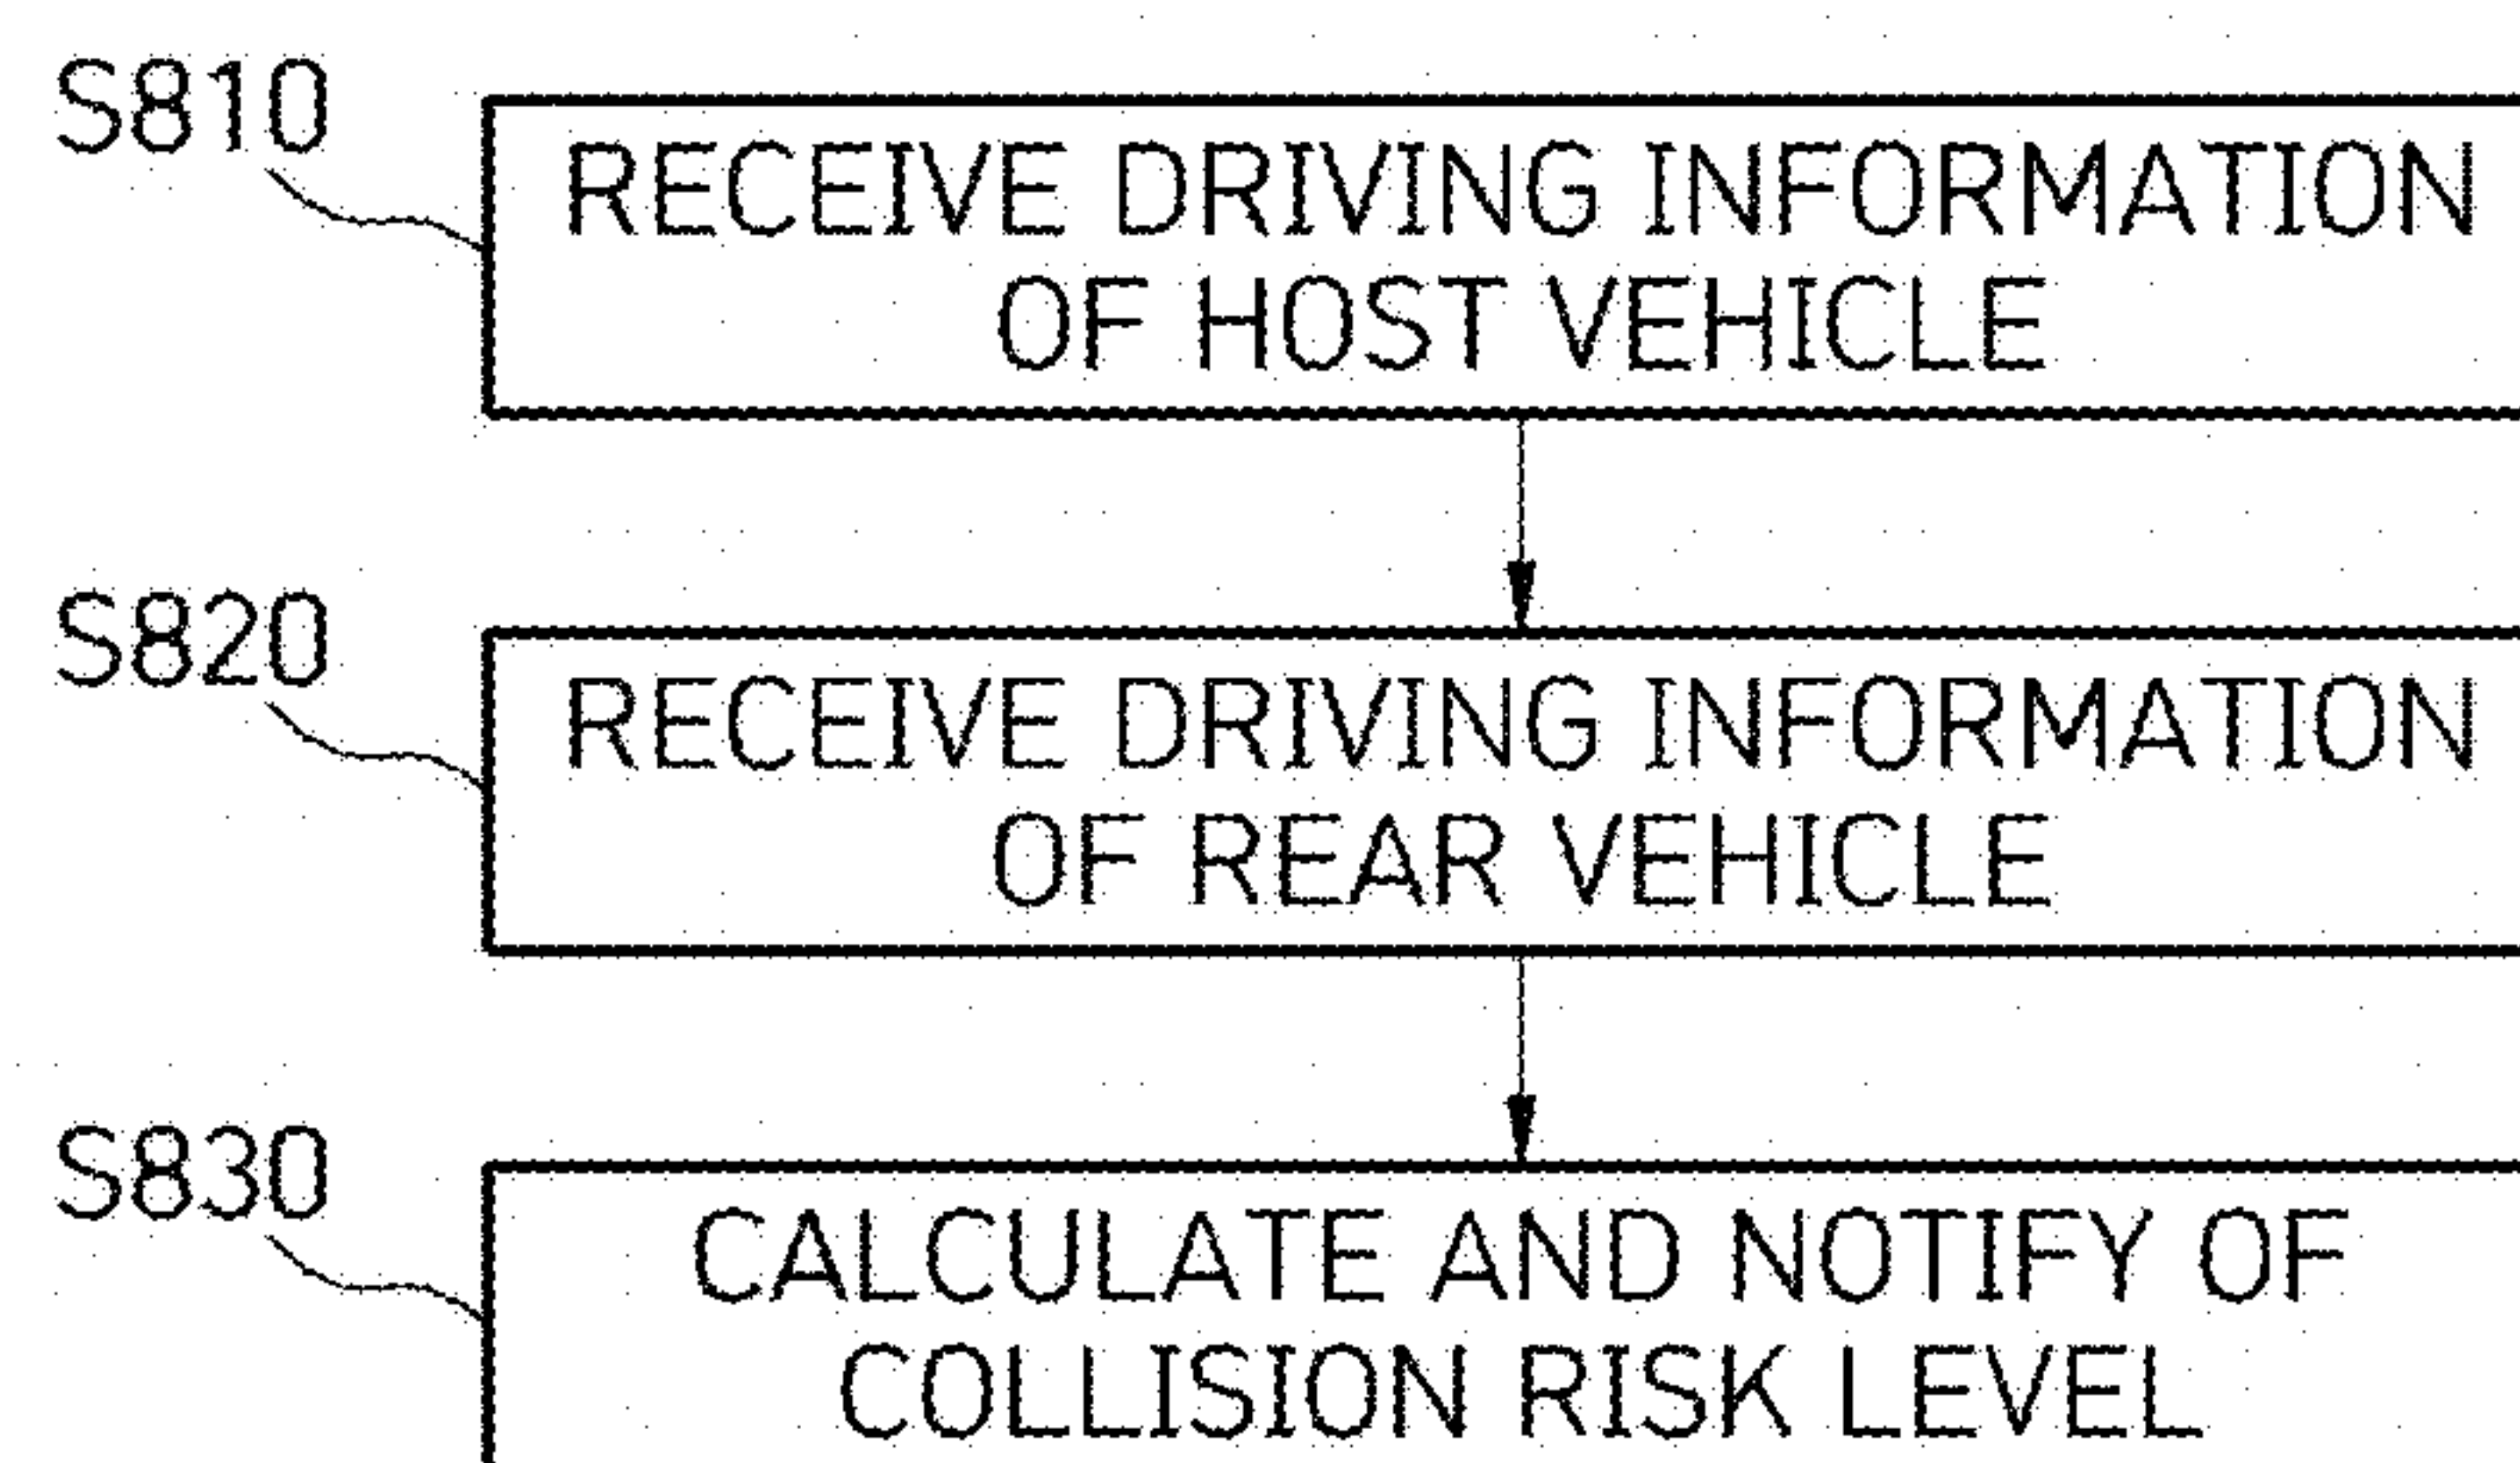 S810
RECEIVE DRIVING INFORMATION
OF HOST VEHICLE
S820
RECEIVE DRIVING INFORMATION
OF REAR VEHICLE
S830
CALCULATE AND NOTIFY OF
COLLISION RISK LEVEL